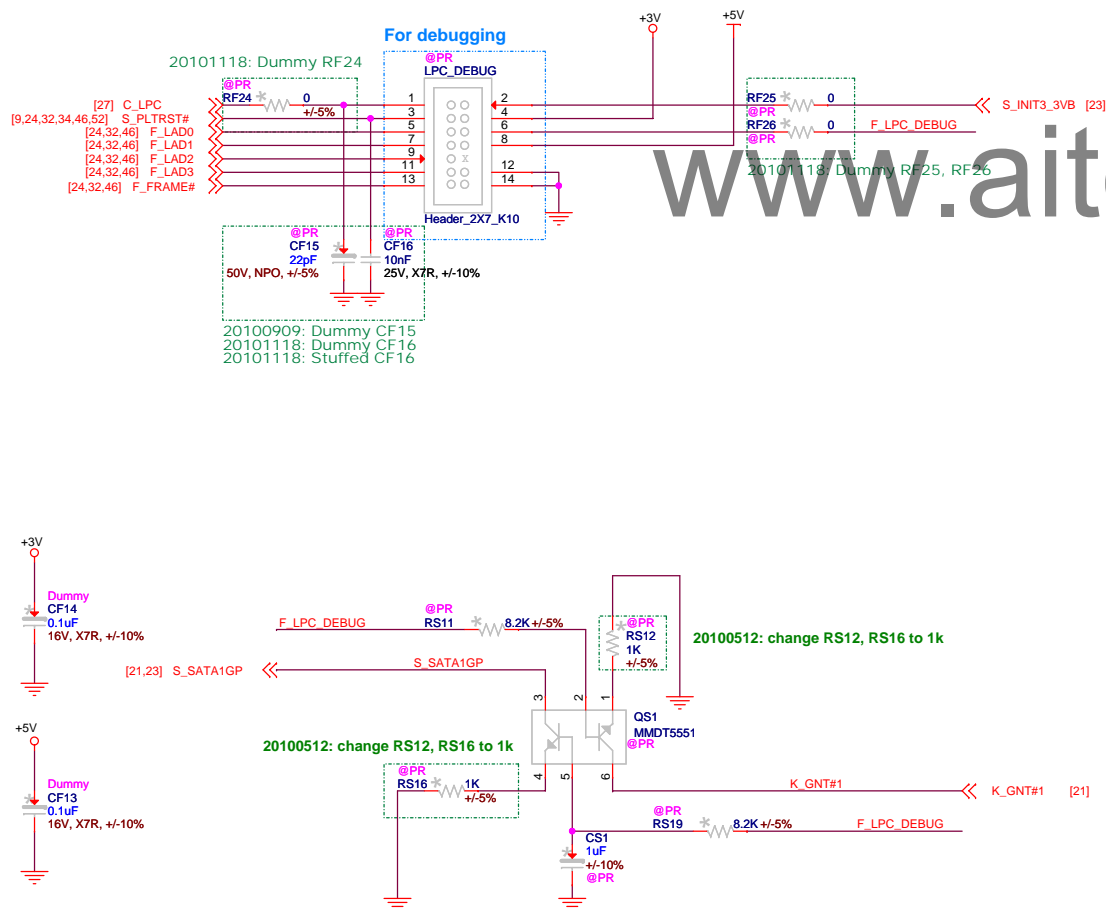 For debugging
+3V
+5V
20101118: Dummy RF24
@PR
LPC_DEBUG
@PR
RF24
0
+/-5%
[27] C_LPC
[9,24,32,34,46,52] S_PLTRST#
[24,32,46] F_LAD0
[24,32,46] F_LAD1
[24,32,46] F_LAD2
[24,32,46] F_LAD3
[24,32,46] F_FRAME#
1
3
5
7
9
11
13
2
4
6
8
12
14
x
Header_2X7_K10
RF25
0
@PR
RF26
0
@PR
S_INIT3_3VB [23]
F_LPC_DEBUG
20101118: Dummy RF25, RF26
www.aite
@PR
CF15
22pF
50V, NPO, +/-5%
@PR
CF16
10nF
25V, X7R, +/-10%
20100909: Dummy CF15
20101118: Dummy CF16
20101118: Stuffed CF16
+3V
Dummy
CF14
0.1uF
16V, X7R, +/-10%
+5V
Dummy
CF13
0.1uF
16V, X7R, +/-10%
F_LPC_DEBUG
@PR
RS11
8.2K +/-5%
[21,23] S_SATA1GP
S_SATA1GP
@PR
RS12
1K
+/-5%
20100512: change RS12, RS16 to 1k
3
2
1
QS1
MMDT5551
@PR
4
5
6
20100512: change RS12, RS16 to 1k
@PR
RS16
1K
+/-5%
K_GNT#1
K_GNT#1 [21]
@PR
RS19
8.2K +/-5%
F_LPC_DEBUG
CS1
1uF
+/-10%
@PR